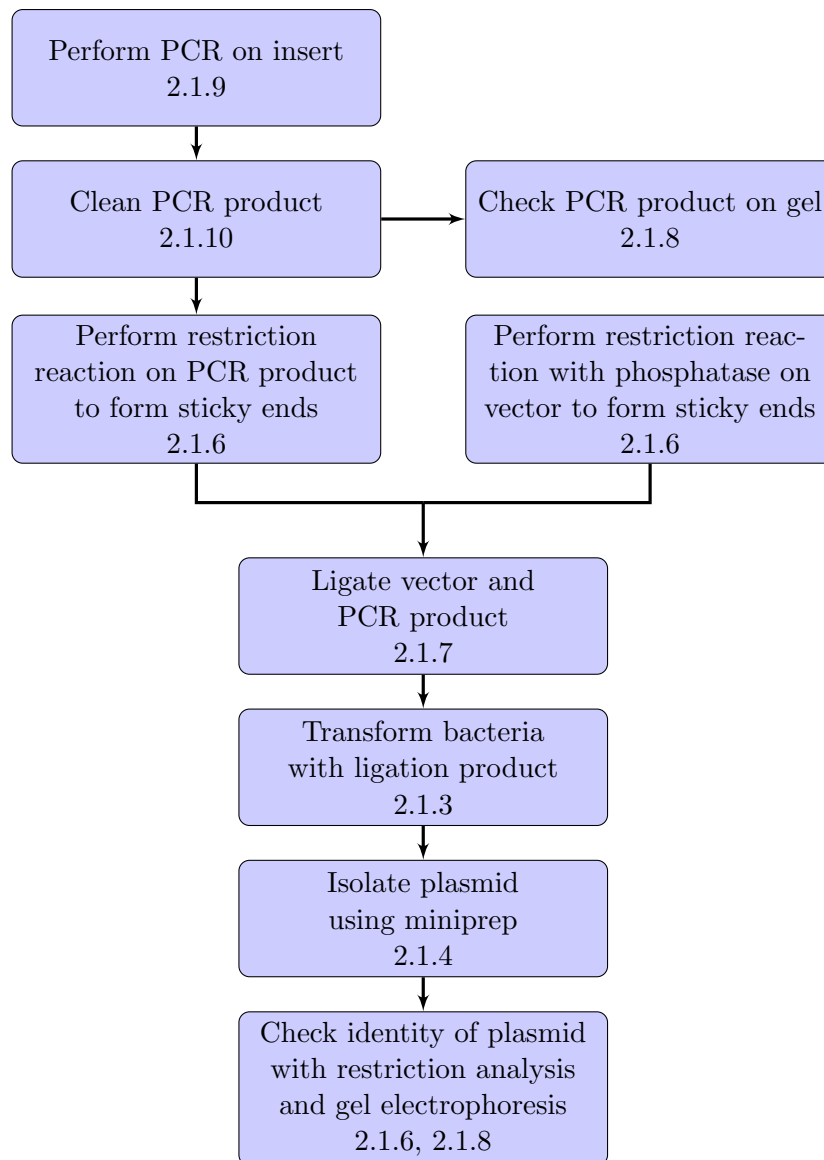 Perform PCR on insert
2.1.9
Clean PCR product
2.1.10
Check PCR product on gel
2.1.8
Perform restriction
reaction on PCR product
to form sticky ends
2.1.6
Perform restriction reac-
tion with phosphatase on
vector to form sticky ends
2.1.6
Ligate vector and
PCR product
2.1.7
Transform bacteria
with ligation product
2.1.3
Isolate plasmid
using miniprep
2.1.4
Check identity of plasmid
with restriction analysis
and gel electrophoresis
2.1.6, 2.1.8